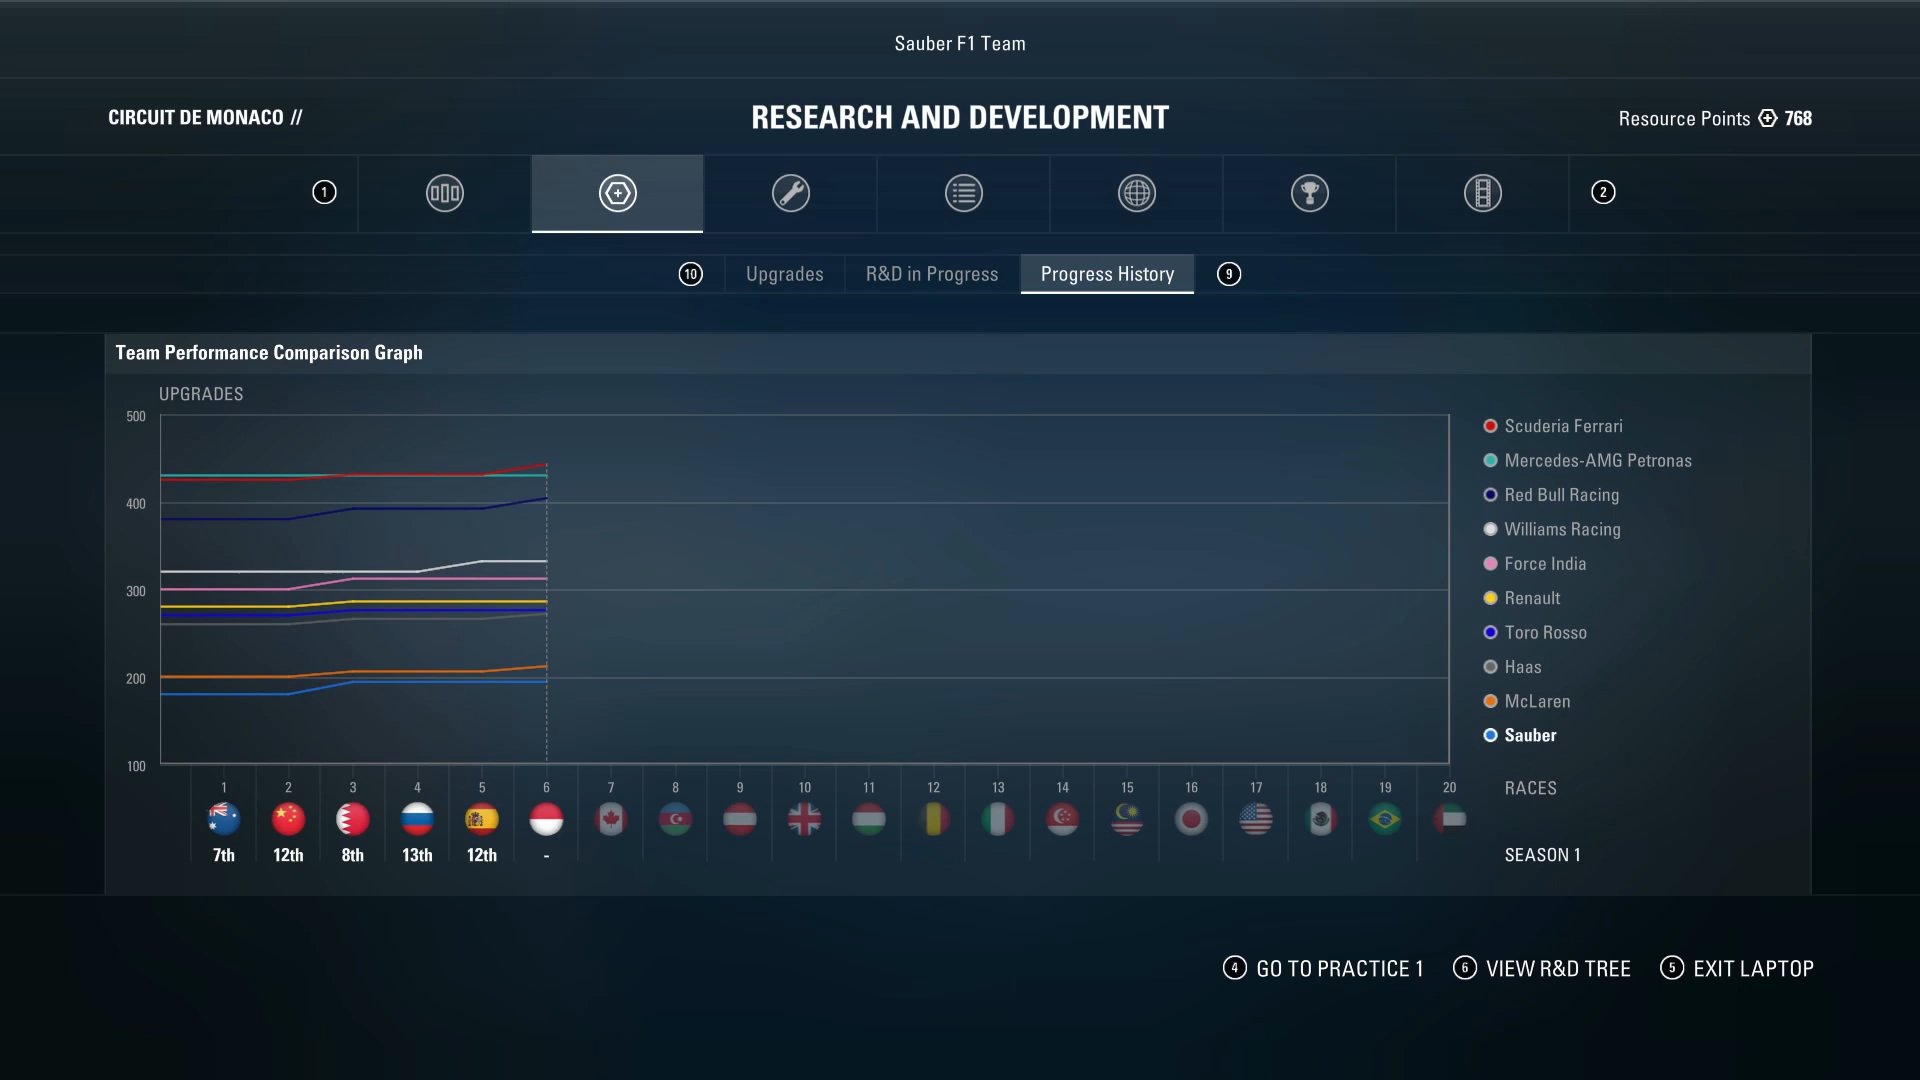 Sauber F1 Team
CIRCUIT DE MONACO //
RESEARCH AND DEVELOPMENT
Resource Points 768
1
2
10
Upgrades
R&D in Progress
Progress History
9
Team Performance Comparison Graph
UPGRADES
500
400
300
200
100
Scuderia Ferrari
Mercedes-AMG Petronas
Red Bull Racing
Williams Racing
Force India
Renault
Toro Rosso
Haas
McLaren
Sauber
1 2 3 4 5 6 7 8 9 10 11 12 13 14 15 16 17 18 19 20
RACES
7th 12th 8th 13th 12th -
SEASON 1
4 GO TO PRACTICE 1
6 VIEW R&D TREE
5 EXIT LAPTOP